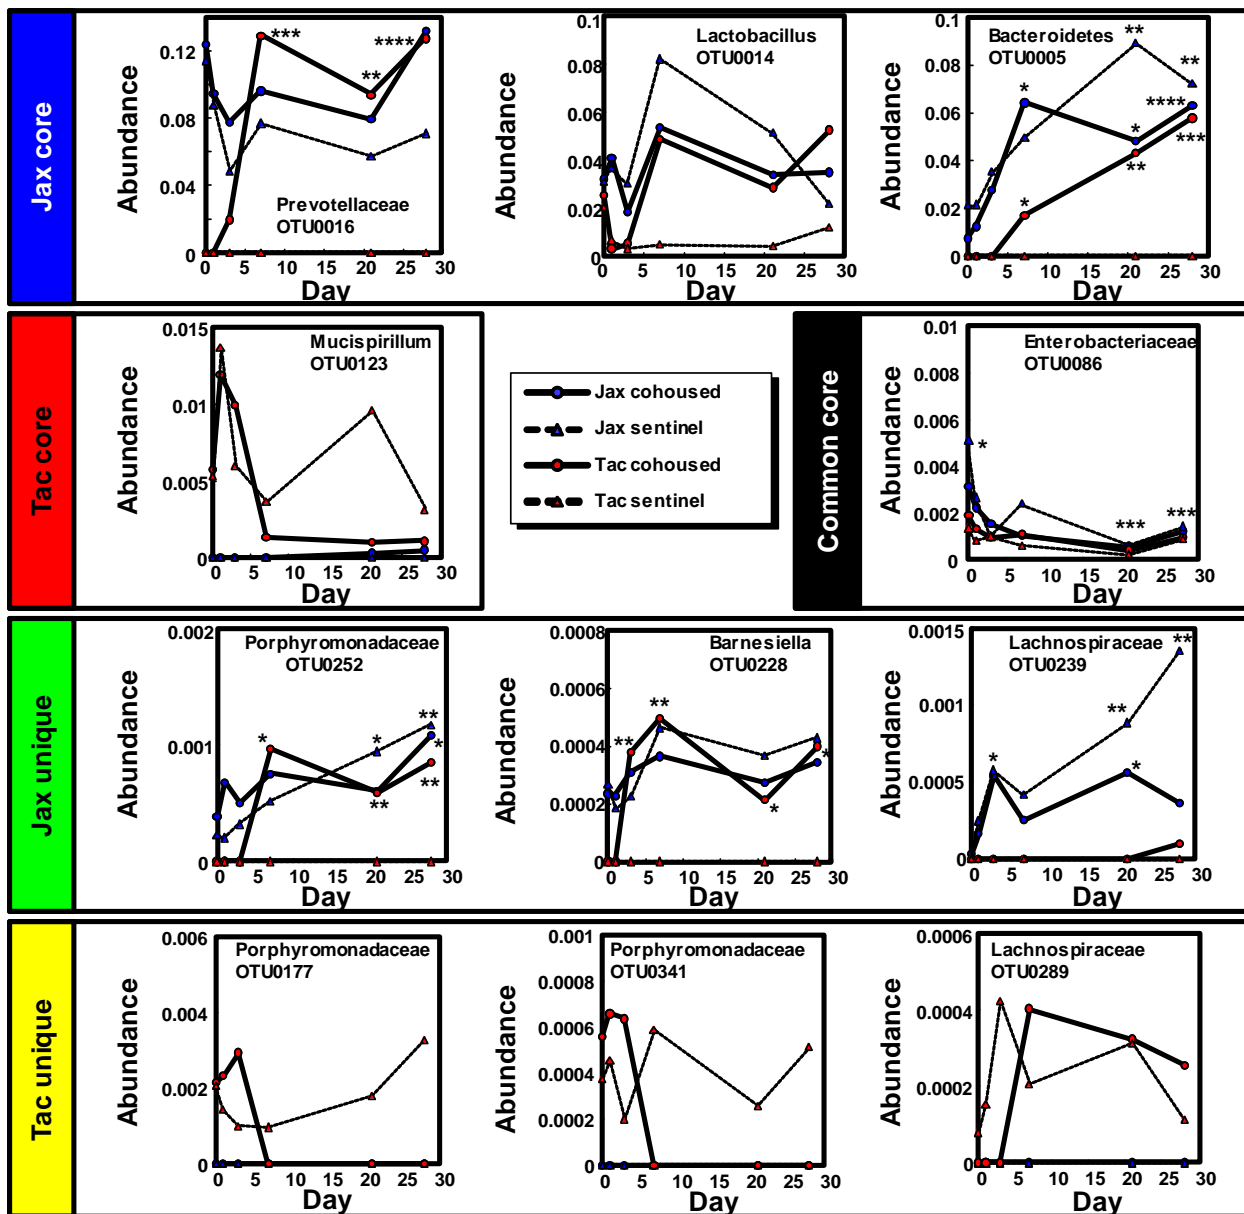 Jax core
Abundance
0.12
0.08
0.04
0
***
**
****
Prevotellaceae
OTU0016
0 5 10 15 20 25 30
Day
Abundance
0.1
0.08
0.06
0.04
0.02
0
Lactobacillus
OTU0014
0 5 10 15 20 25 30
Day
Abundance
0.1
0.08
0.06
0.04
0.02
0
Bacteroidetes
OTU0005
**
**
*
****
*
***
**
*
0 5 10 15 20 25 30
Day
Tac core
Abundance
0.015
0.01
0.005
0
Mucispirillum
OTU0123
0 5 10 15 20 25 30
Day
Jax cohoused
Jax sentinel
Tac cohoused
Tac sentinel
Common core
Abundance
0.01
0.008
0.006
0.004
0.002
0
Enterobacteriaceae
OTU0086
*
***
***
0 5 10 15 20 25 30
Day
Jax unique
Abundance
0.002
0.001
0
Porphyromonadaceae
OTU0252
*
*
**
*
**
**
0 5 10 15 20 25 30
Day
Abundance
0.0008
0.0006
0.0004
0.0002
0
Barnesiella
OTU0228
**
**
*
*
0 5 10 15 20 25 30
Day
Abundance
0.0015
0.001
0.0005
0
Lachnospiraceae
OTU0239
**
**
*
*
0 5 10 15 20 25 30
Day
Tac unique
Abundance
0.006
0.004
0.002
0
Porphyromonadaceae
OTU0177
0 5 10 15 20 25 30
Day
Abundance
0.001
0.0008
0.0006
0.0004
0.0002
0
Porphyromonadaceae
OTU0341
0 5 10 15 20 25 30
Day
Abundance
0.0006
0.0004
0.0002
0
Lachnospiraceae
OTU0289
0 5 10 15 20 25 30
Day